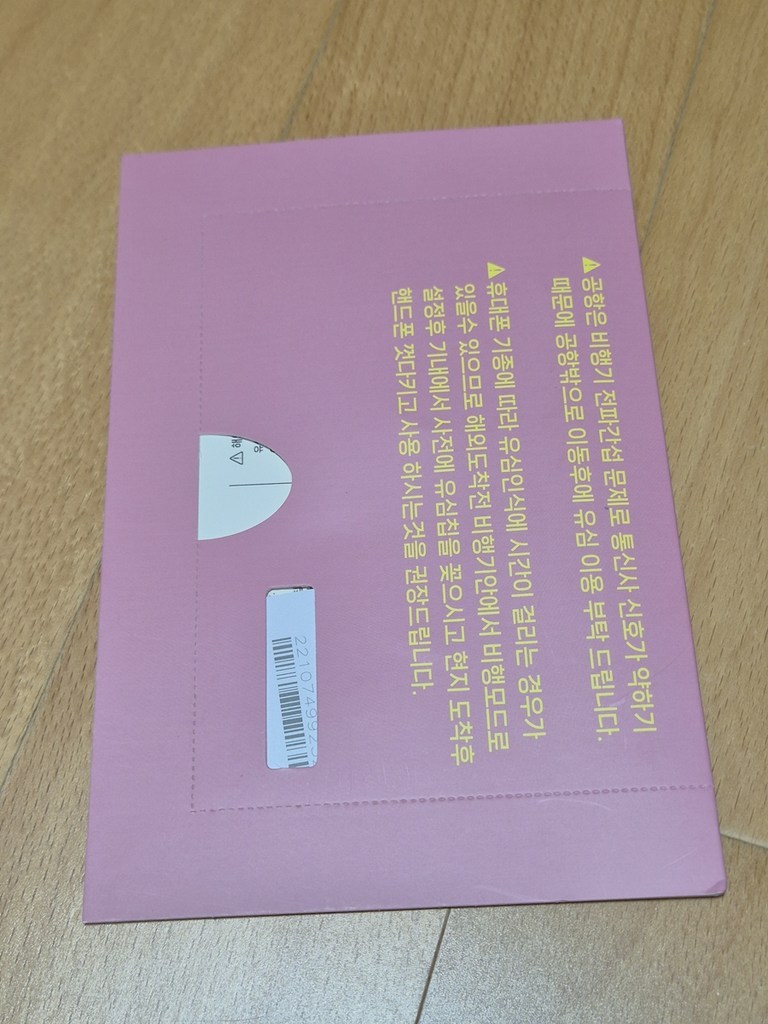 ⚠ 공항은 비행기 전파간섭 문제로 통신사 신호가 약하기
때문에 공항밖으로 이동후에 유심 이용 부탁 드립니다.
⚠ 휴대폰 기종에 따라 유심인식에 시간이 걸리는 경우가
있을수 있으므로 해외도착전 비행기안에서 비행모드로
설정후 기내에서 사전에 유심칩을 꽂으시고 현지 도착후
핸드폰 껏다키고 사용 하시는것을 권장드립니다.